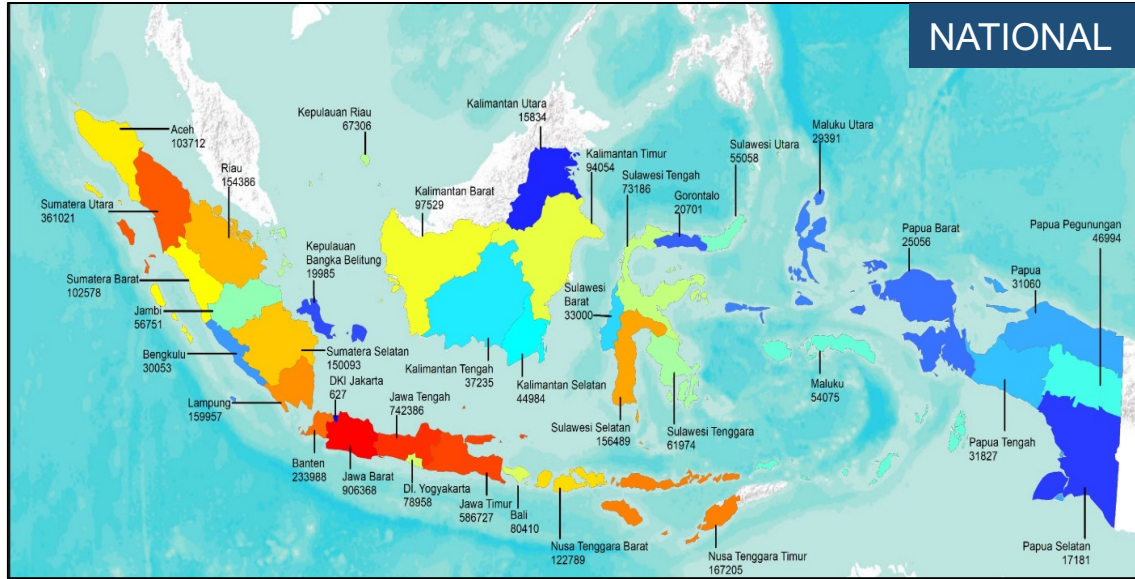 NATIONAL
Aceh
103712
Sumatera Utara
361021
Riau
154386
Kepulauan Riau
67306
Sumatera Barat
102578
Jambi
56751
Bengkulu
30053
Lampung
159957
Kepulauan
Bangka Belitung
19985
Sumatera Selatan
150093
DKI Jakarta
627
Banten
233988
Jawa Barat
906368
Jawa Tengah
742386
DI. Yogyakarta
78958
Jawa Timur
586727
Bali
80410
Nusa Tenggara Barat
122789
Nusa Tenggara Timur
167205
Kalimantan Barat
97529
Kalimantan Utara
15834
Kalimantan Timur
94054
Kalimantan Tengah
37235
Kalimantan Selatan
44984
Sulawesi Tengah
73186
Gorontalo
20701
Sulawesi Utara
55058
Sulawesi
Barat
33000
Sulawesi Selatan
156489
Sulawesi Tenggara
61974
Maluku Utara
29391
Maluku
54075
Papua Barat
25056
Papua
31060
Papua Pegunungan
46994
Papua Tengah
31827
Papua Selatan
17181